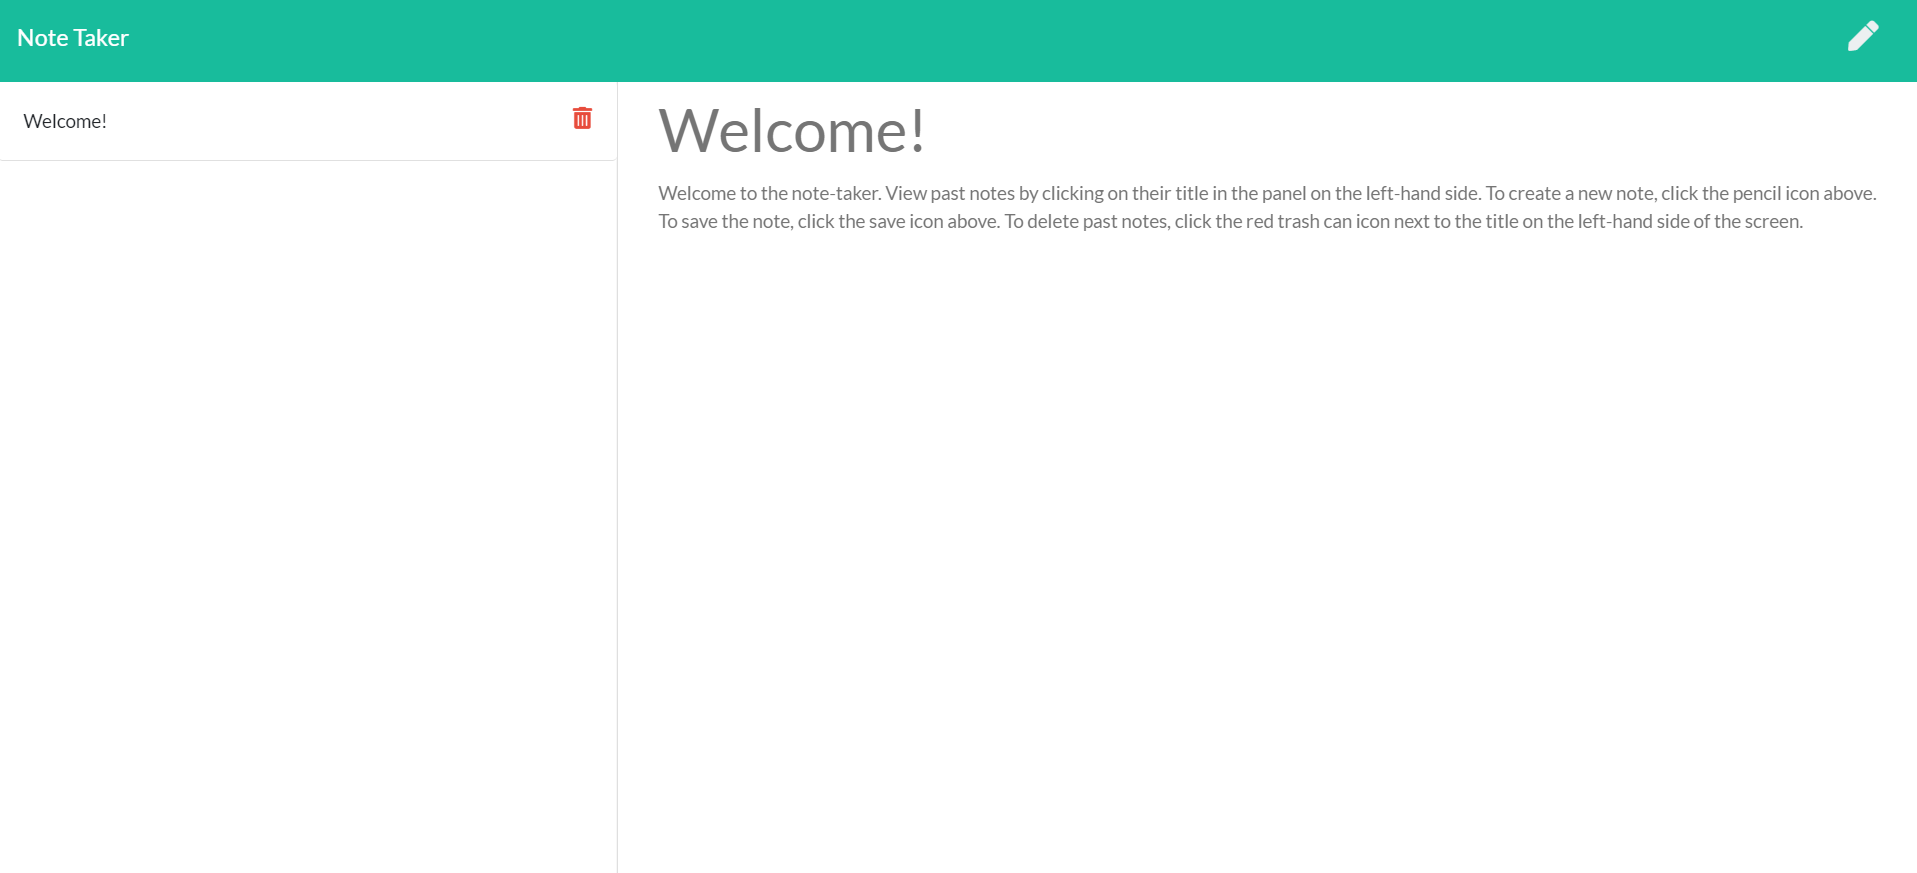 Note Taker
Welcome!
Welcome!
Welcome to the note-taker. View past notes by clicking on their title in the panel on the left-hand side. To create a new note, click the pencil icon above.
To save the note, click the save icon above. To delete past notes, click the red trash can icon next to the title on the left-hand side of the screen.